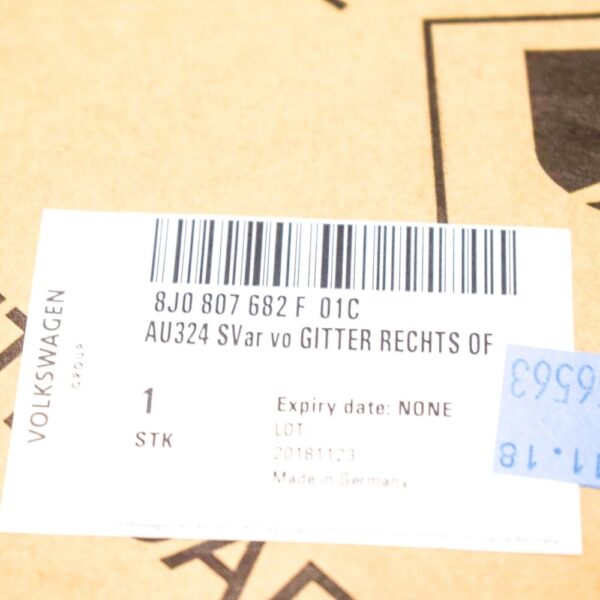 VOLKSWAGEN
GROUP
8J0 807 682 F 01C
AU324 SVar vo GITTER RECHTS OF
1
STK
Expiry date: NONE
LOT:
20181123
Made in Germany
6563
11.18